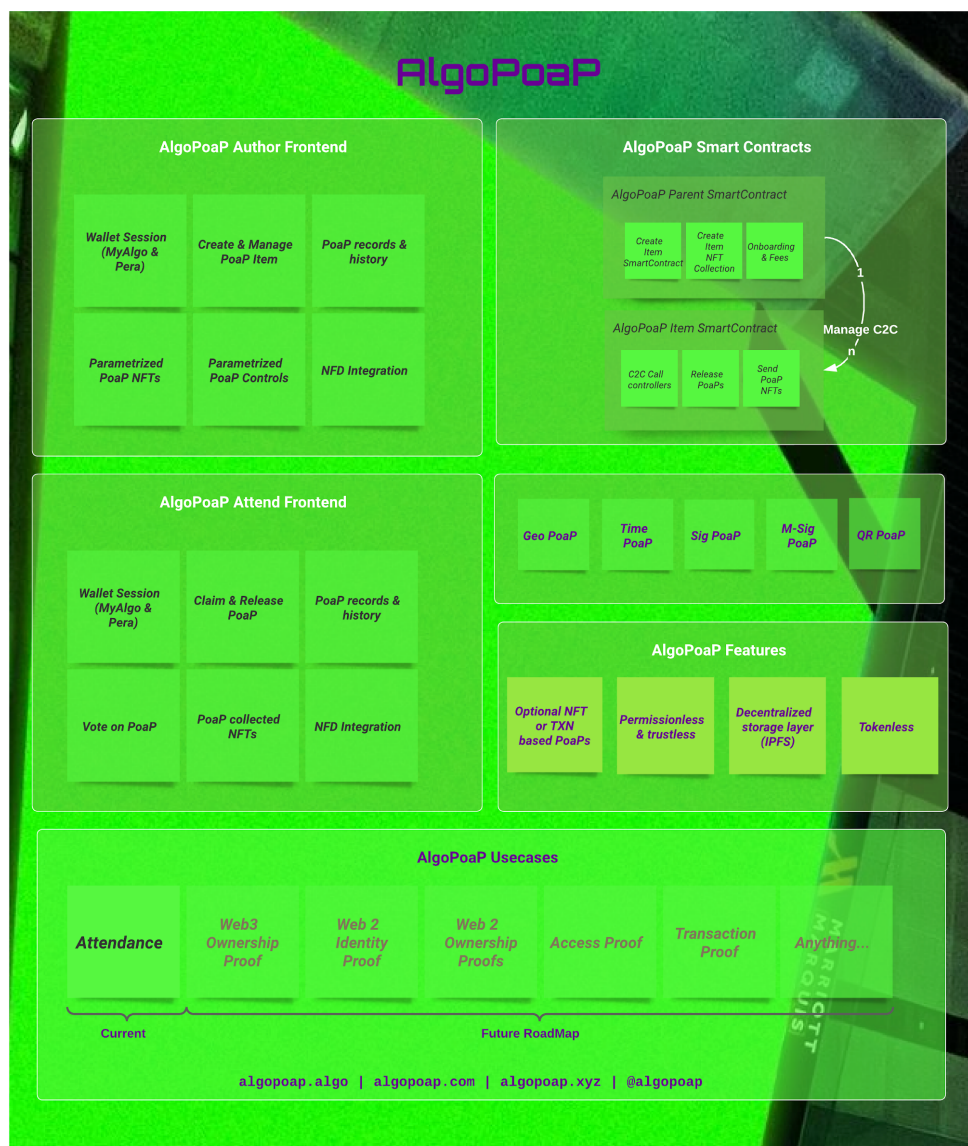 AlgoPoaP
AlgoPoaP Author Frontend
Wallet Session
(MyAlgo &
Pera)
Create & Manage
PoaP Item
PoaP records &
history
Parametrized
PoaP NFTs
Parametrized
PoaP Controls
NFD Integration
AlgoPoaP Smart Contracts
AlgoPoaP Parent SmartContract
Create
Item
SmartContract
Create
Item
NFT
Collection
Onboarding
& Fees
1
Manage C2C
n
AlgoPoaP Item SmartContract
C2C Call
controllers
Release
PoaPs
Send
PoaP
NFTs
AlgoPoaP Attend Frontend
Wallet Session
(MyAlgo &
Pera)
Claim & Release
PoaP
PoaP records &
history
Vote on PoaP
PoaP collected
NFTs
NFD Integration
Geo PoaP
Time
PoaP
Sig PoaP
M-Sig
PoaP
QR PoaP
AlgoPoaP Features
Optional NFT
or TXN
based PoaPs
Permissionless
& trustless
Decentralized
storage layer
(IPFS)
Tokenless
AlgoPoaP Usecases
Attendance
Web3
Ownership
Proof
Web 2
Identity
Proof
Web 2
Ownership
Proofs
Access Proof
Transaction
Proof
Anything...
MARRIOTT
MARQUIS
Current
Future RoadMap
algopoap.algo | algopoap.com | algopoap.xyz | @algopoap